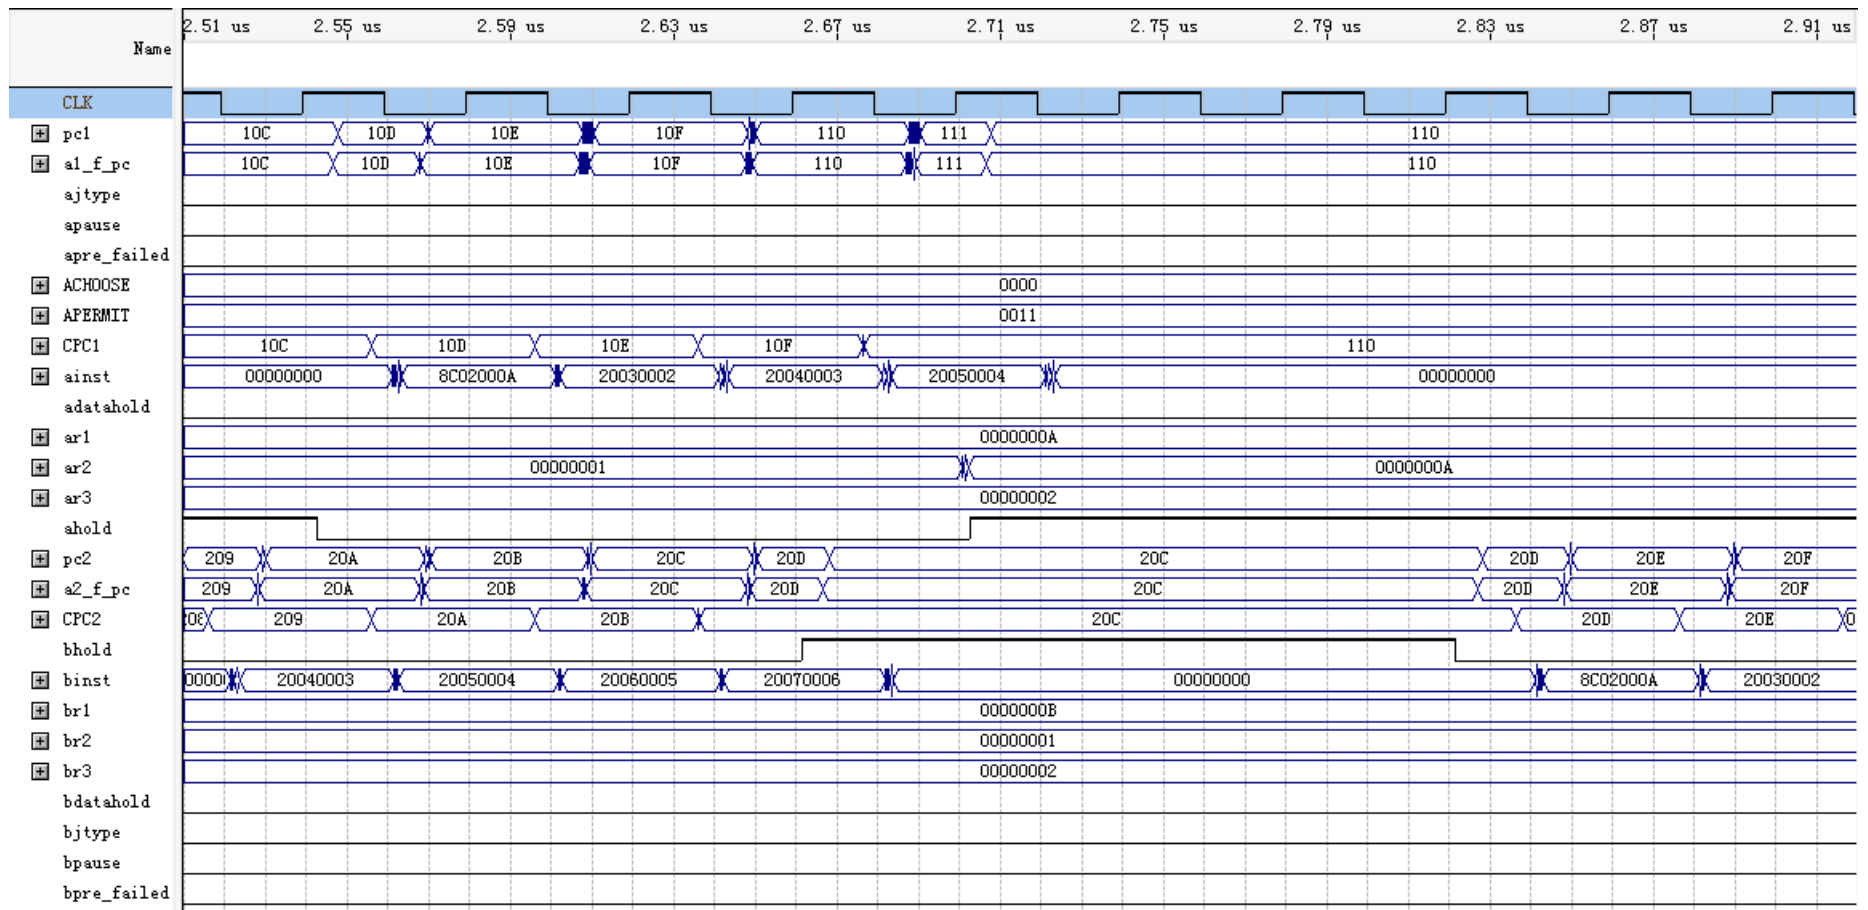 2.51 us 2.55 us 2.59 us 2.63 us 2.67 us 2.71 us 2.75 us 2.79 us 2.83 us 2.87 us 2.91 us
Name
CLK
pc1 10C 10D 10E 10F 110 111 110
a1_f_pc 10C 10D 10E 10F 110 111 110
ajtype
apause
apre_failed
ACHOOSE 0000
APERMIT 0011
CPC1 10C 10D 10E 10F 110
ainst 00000000 8C02000A 20030002 20040003 20050004 00000000
adatahold
ar1 0000000A
ar2 00000001 0000000A
ar3 00000002
ahold
pc2 209 20A 20B 20C 20D 20C 20D 20E 20F
a2_f_pc 209 20A 20B 20C 20D 20C 20D 20E 20F
CPC2 209 20A 20B 20C 20D 20E
bhold
binst 20040003 20050004 20060005 20070006 00000000 8C02000A 20030002
br1 0000000B
br2 00000001
br3 00000002
bdatahold
bjtype
bpause
bpre_failed